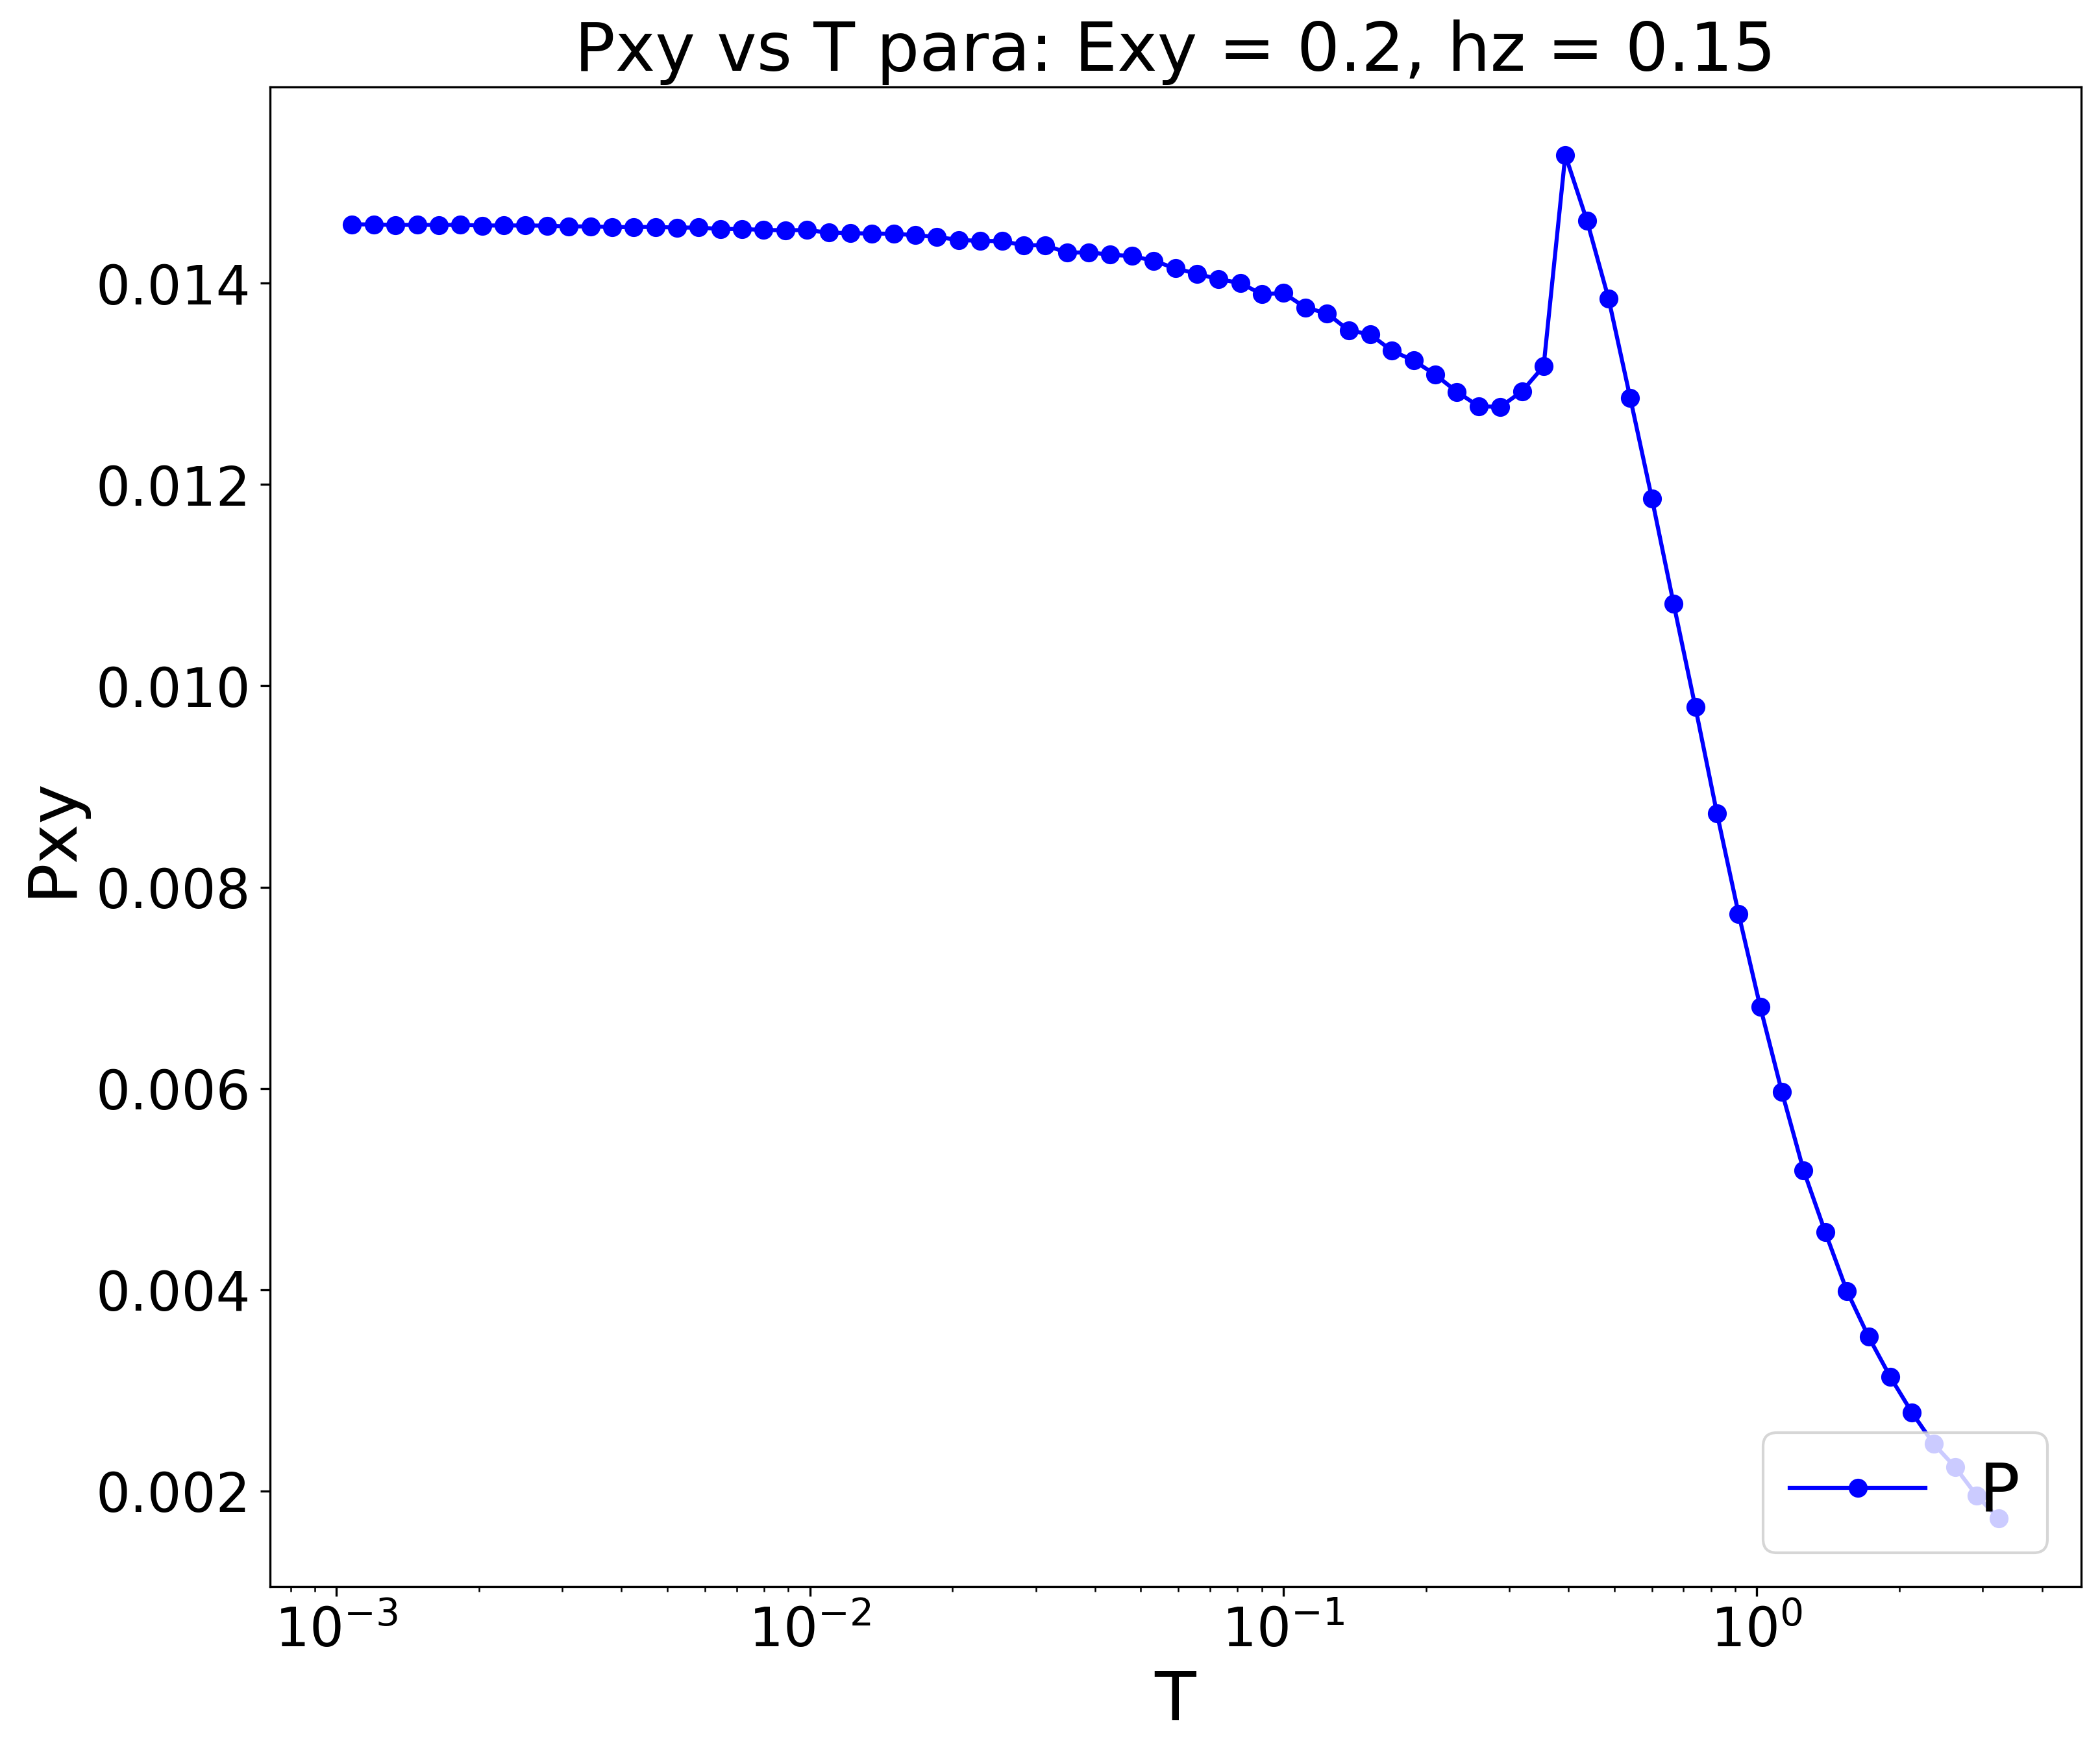 Pxy vs T para: Exy = 0.2, hz = 0.15
Pxy
0.014
0.012
0.010
0.008
0.006
0.004
0.002
P
10⁻³ 10⁻² 10⁻¹ 10⁰
T